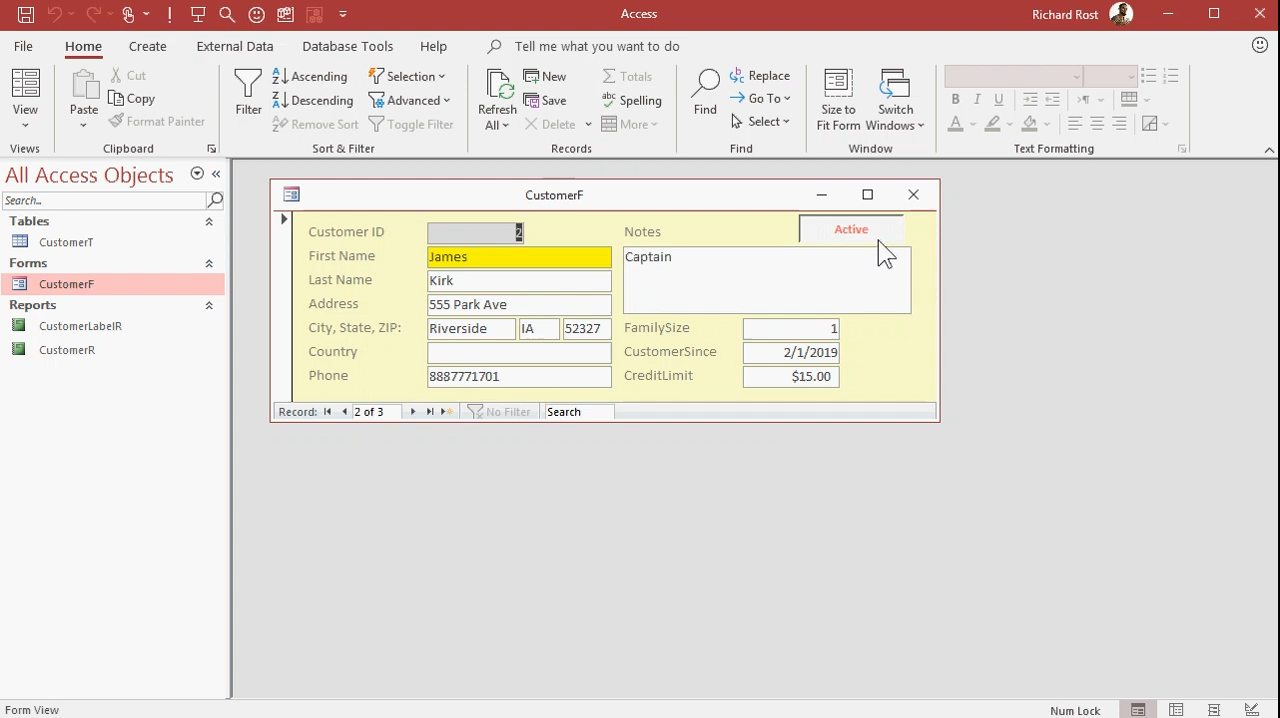 Access
Richard Rost
File Home Create External Data Database Tools Help Tell me what you want to do
View
Views
Paste
Cut
Copy
Format Painter
Clipboard
Filter
Ascending
Descending
Remove Sort
Selection
Advanced
Toggle Filter
Sort & Filter
Refresh
All
New
Save
Delete
Totals
Spelling
More
Records
Find
Replace
Go To
Select
Find
Size to
Fit Form
Switch
Windows
Window
B I U
A A
Text Formatting
All Access Objects
Search...
Tables
CustomerT
Forms
CustomerF
Reports
CustomerLabelR
CustomerR
CustomerF
Customer ID 2
First Name James
Last Name Kirk
Address 555 Park Ave
City, State, ZIP: Riverside IA 52327
Country
Phone 8887771701
Notes Active
Captain
FamilySize 1
CustomerSince 2/1/2019
CreditLimit $15.00
Record: 2 of 3 No Filter Search
Form View Num Lock